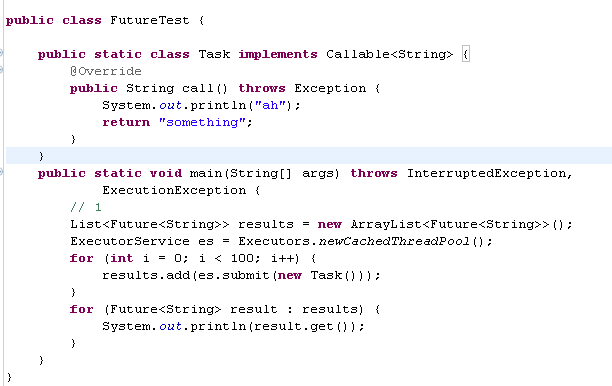 public class FutureTest {
public static class Task implements Callable<String> {
@Override
public String call() throws Exception {
System.out.println("ah");
return "something";
}
}
public static void main(String[] args) throws InterruptedException,
ExecutionException {
// 1
List<Future<String>> results = new ArrayList<Future<String>>();
ExecutorService es = Executors.newCachedThreadPool();
for (int i = 0; i < 100; i++) {
results.add(es.submit(new Task()));
}
for (Future<String> result : results) {
System.out.println(result.get());
}
}
}